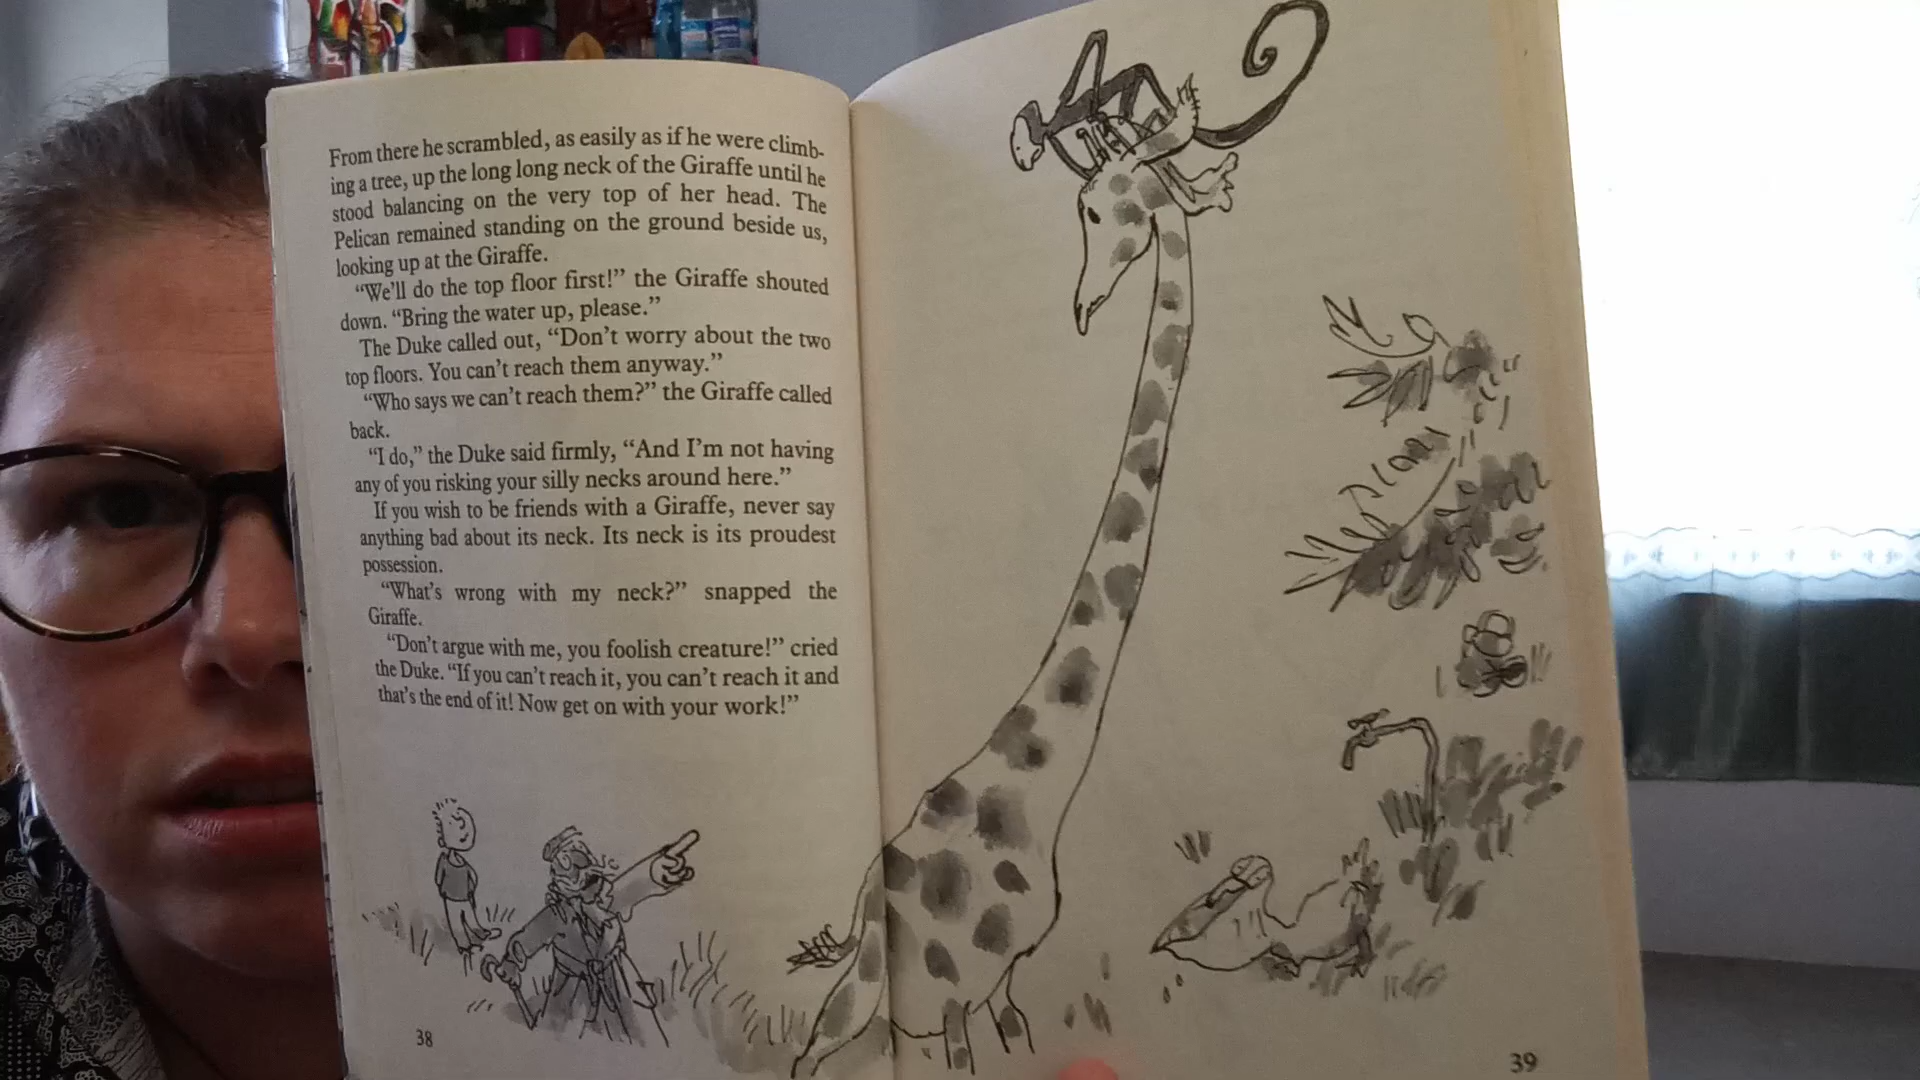 From there he scrambled, as easily as if he were climb-
ing a tree, up the long long neck of the Giraffe until he
stood balancing on the very top of her head. The
Pelican remained standing on the ground beside us,
looking up at the Giraffe.
“We’ll do the top floor first!” the Giraffe shouted
down. “Bring the water up, please.”
The Duke called out, “Don’t worry about the two
top floors. You can’t reach them anyway.”
“Who says we can’t reach them?” the Giraffe called
back.
“I do,” the Duke said firmly, “And I’m not having
any of you risking your silly necks around here.”
If you wish to be friends with a Giraffe, never say
anything bad about its neck. Its neck is its proudest
possession.
“What’s wrong with my neck?” snapped the
Giraffe.
“Don’t argue with me, you foolish creature!” cried
the Duke. “If you can’t reach it, you can’t reach it and
that’s the end of it! Now get on with your work!”
38
39